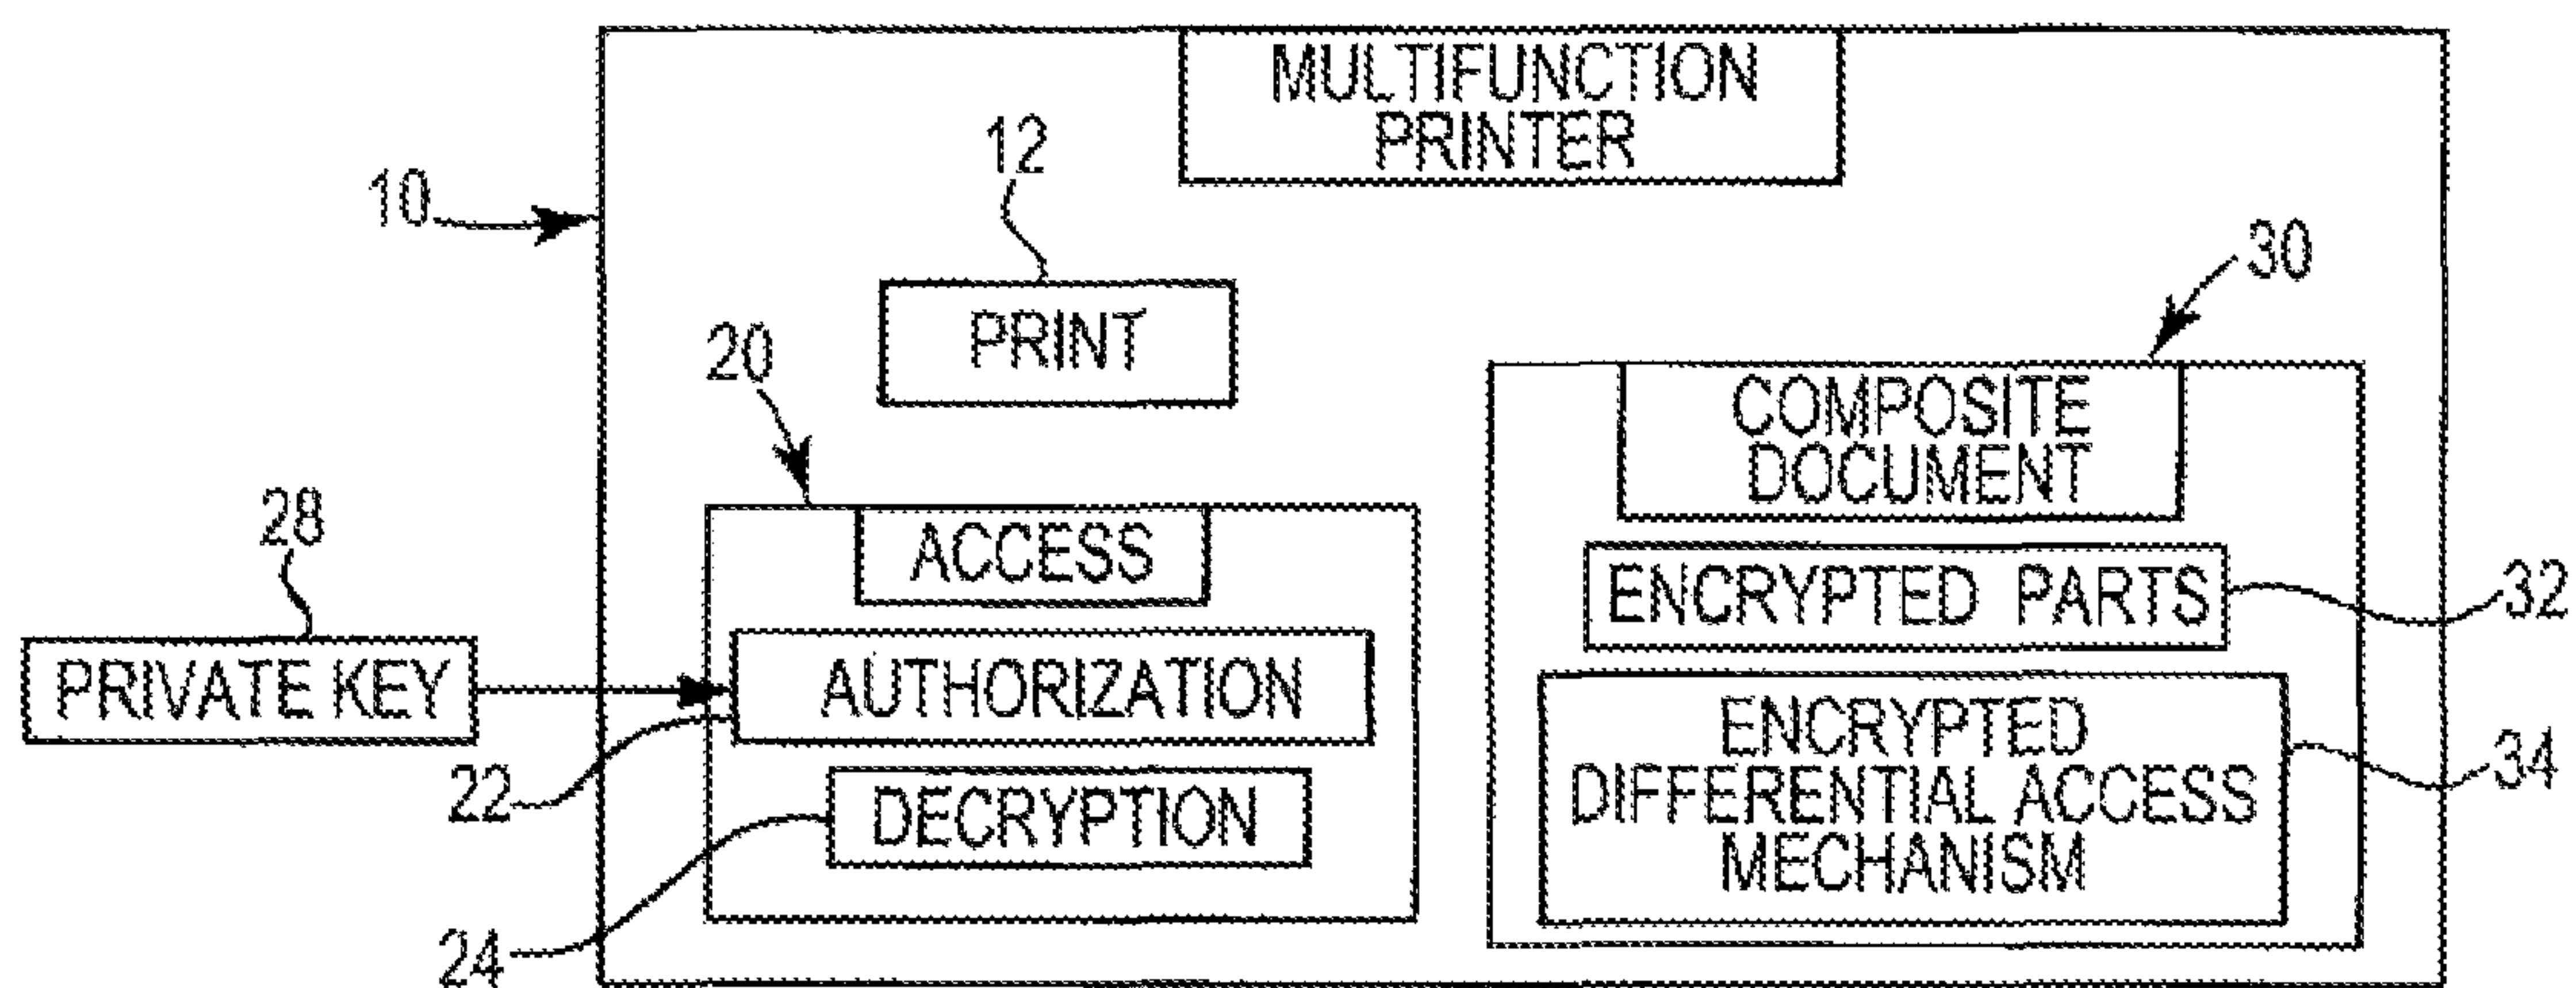 MULTIFUNCTION
PRINTER
10
12
PRINT
20
ACCESS
28
PRIVATE KEY
AUTHORIZATION
22
DECRYPTION
24
30
COMPOSITE
DOCUMENT
ENCRYPTED PARTS
32
ENCRYPTED
DIFFERENTIAL ACCESS
MECHANISM
34